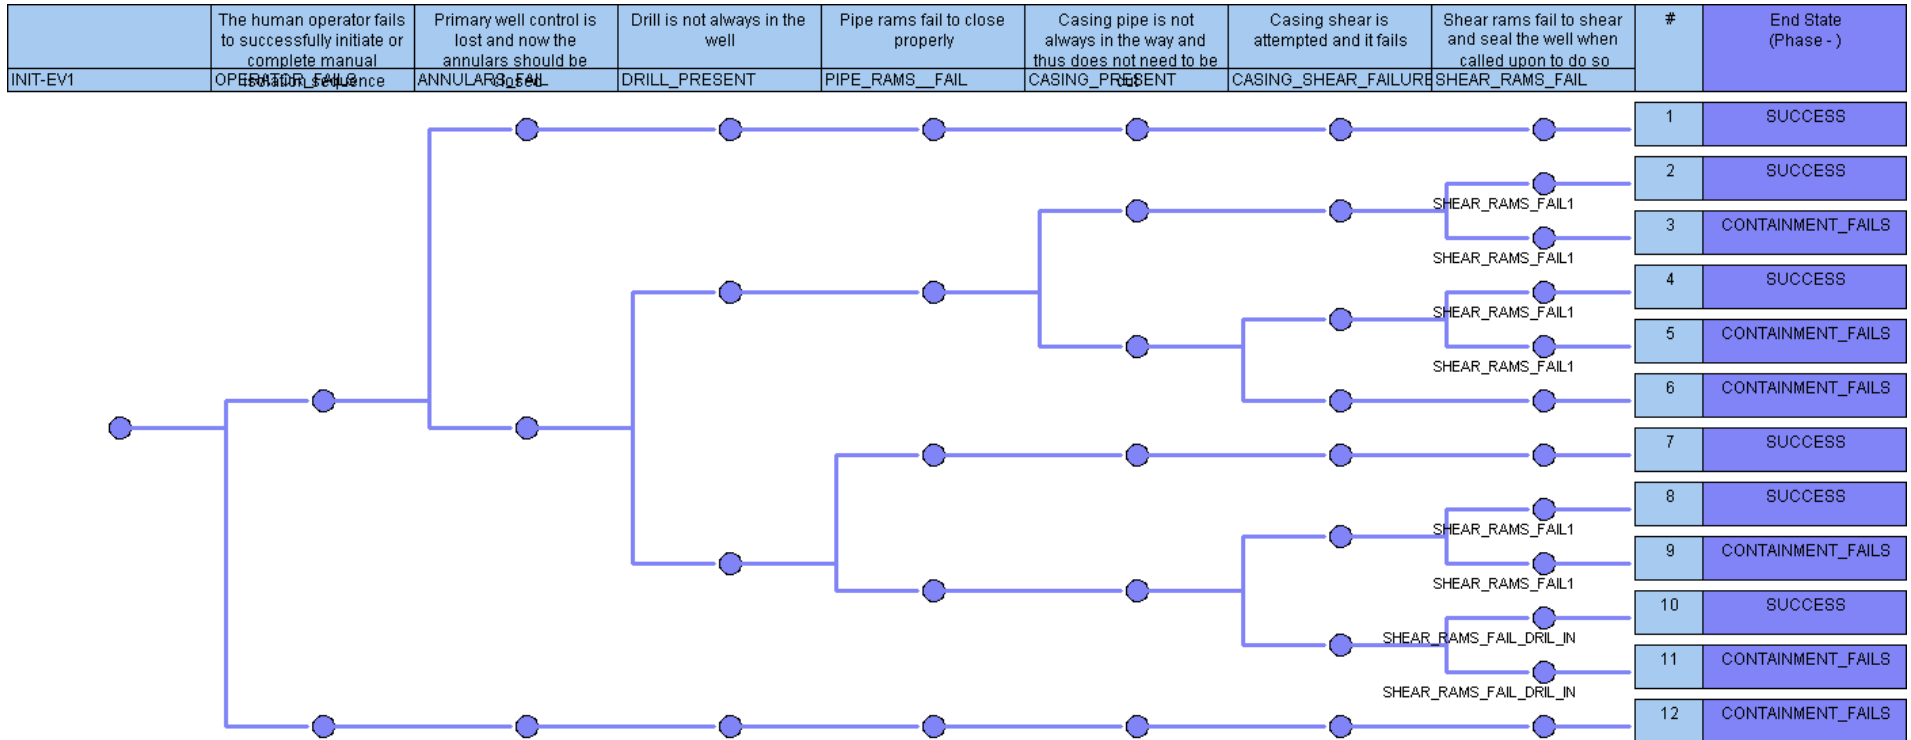 The human operator fails
to successfully initiate or
complete manual
isolation sequence
Primary well control is
lost and now the
annulars should be
closed
Drill is not always in the
well
Pipe rams fail to close
properly
Casing pipe is not
always in the way and
thus does not need to be
cut
Casing shear is
attempted and it fails
Shear rams fail to shear
and seal the well when
called upon to do so
#
End State
(Phase - )
INIT-EV1
OPERATOR_FAILS
ANNULARS_FAIL
DRILL_PRESENT
PIPE_RAMS__FAIL
CASING_PRESENT
CASING_SHEAR_FAILURE
SHEAR_RAMS_FAIL
1
SUCCESS
2
SUCCESS
SHEAR_RAMS_FAIL1
3
CONTAINMENT_FAILS
SHEAR_RAMS_FAIL1
4
SUCCESS
SHEAR_RAMS_FAIL1
5
CONTAINMENT_FAILS
SHEAR_RAMS_FAIL1
6
CONTAINMENT_FAILS
7
SUCCESS
8
SUCCESS
SHEAR_RAMS_FAIL1
9
CONTAINMENT_FAILS
SHEAR_RAMS_FAIL1
10
SUCCESS
SHEAR_RAMS_FAIL_DRIL_IN
11
CONTAINMENT_FAILS
SHEAR_RAMS_FAIL_DRIL_IN
12
CONTAINMENT_FAILS